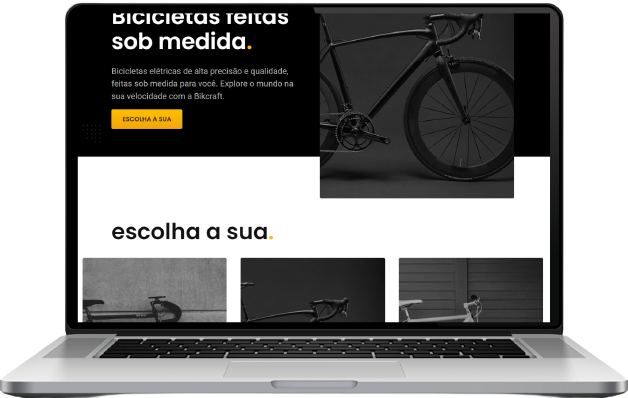 Bicicletas feitas
sob medida.
Bicicletas elétricas de alta precisão e qualidade,
feitas sob medida para você. Explore o mundo na
sua velocidade com a Bikcraft.
ESCOLHA A SUA
escolha a sua.